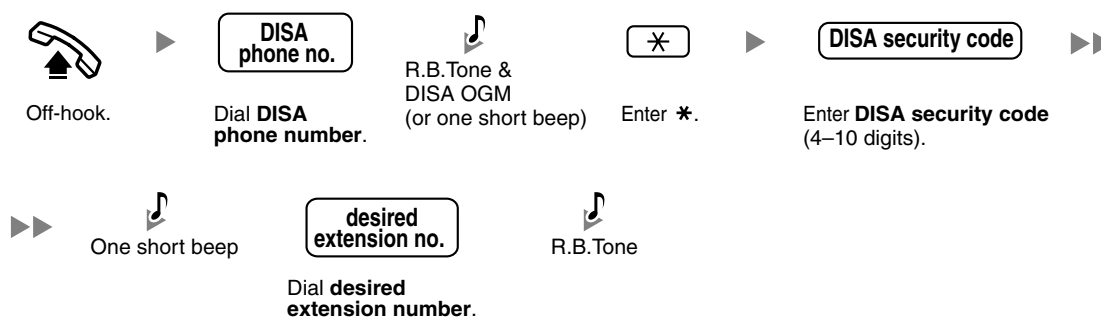 DISA
phone no.
DISA security code
R.B.Tone &
DISA OGM
(or one short beep)
Off-hook.
Dial DISA
phone number.
Enter *.
Enter DISA security code
(4–10 digits).
One short beep
desired
extension no.
R.B.Tone
Dial desired
extension number.